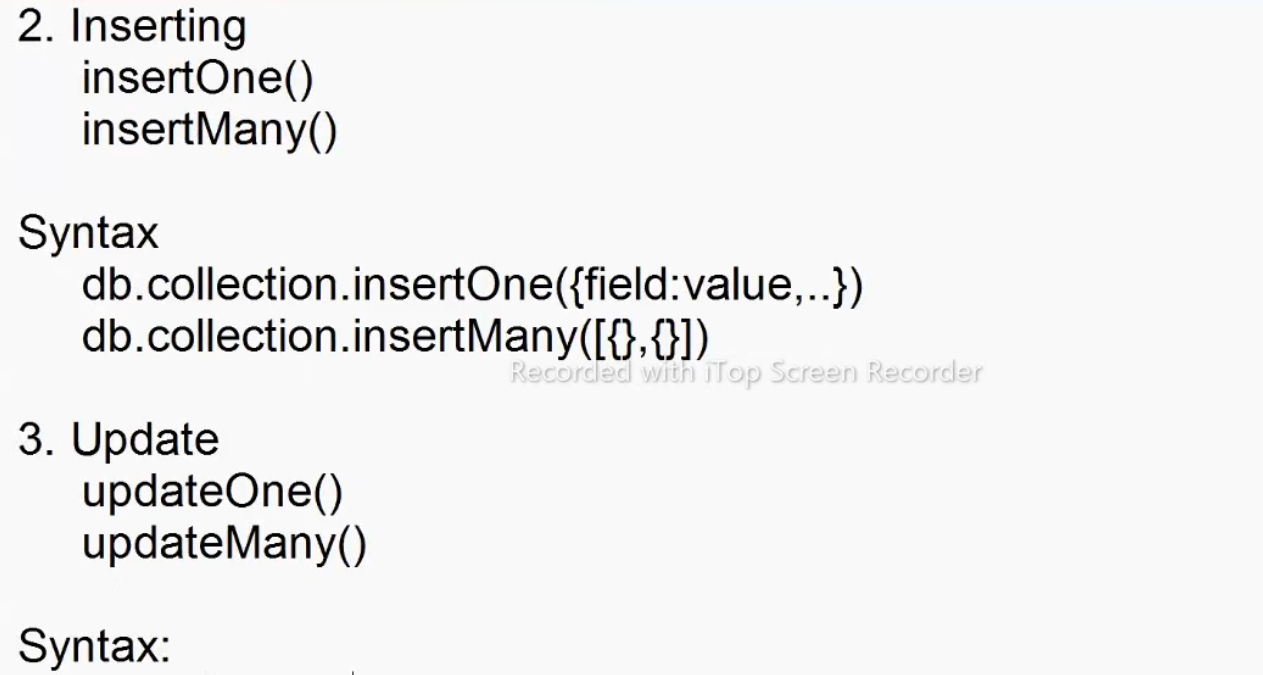 2. Inserting
insertOne()
insertMany()
Syntax
db.collection.insertOne({field:value,..})
db.collection.insertMany([{},{}])
Recorded with iTop Screen Recorder
3. Update
updateOne()
updateMany()
Syntax: